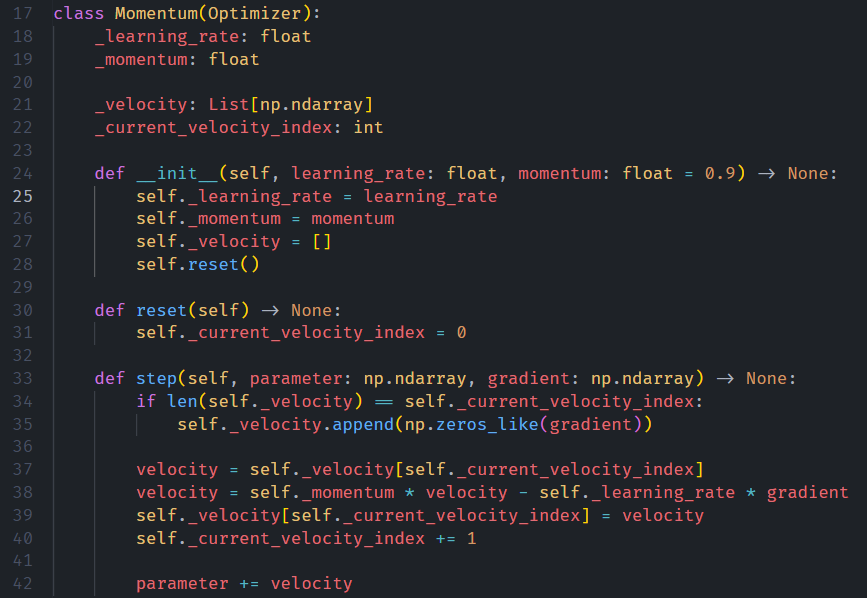 17 class Momentum(Optimizer):
18     _learning_rate: float
19     _momentum: float
20
21     _velocity: List[np.ndarray]
22     _current_velocity_index: int
23
24     def __init__(self, learning_rate: float, momentum: float = 0.9) -> None:
25         self._learning_rate = learning_rate
26         self._momentum = momentum
27         self._velocity = []
28         self.reset()
29
30     def reset(self) -> None:
31         self._current_velocity_index = 0
32
33     def step(self, parameter: np.ndarray, gradient: np.ndarray) -> None:
34         if len(self._velocity) == self._current_velocity_index:
35             self._velocity.append(np.zeros_like(gradient))
36
37         velocity = self._velocity[self._current_velocity_index]
38         velocity = self._momentum * velocity - self._learning_rate * gradient
39         self._velocity[self._current_velocity_index] = velocity
40         self._current_velocity_index += 1
41
42         parameter += velocity